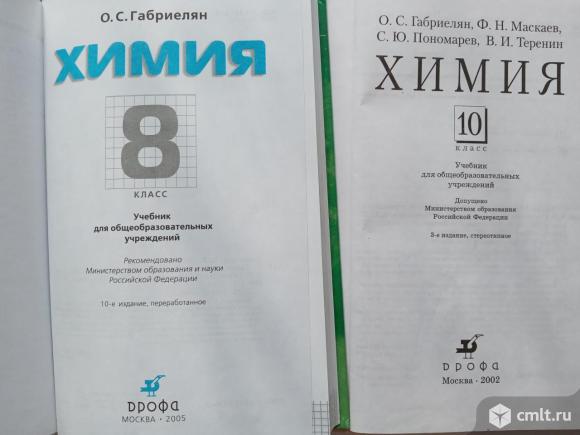 О. С. Габриелян
ХИМИЯ
8
КЛАСС
Учебник
для общеобразовательных
учреждений
Рекомендовано
Министерством образования и науки
Российской Федерации
10-е издание, переработанное
дрофа
МОСКВА · 2005
О. С. Габриелян, Ф. Н. Маскаев,
С. Ю. Пономарев, В. И. Теренин
ХИМИЯ
10
КЛАСС
Учебник
для общеобразовательных
учреждений
Допущено
Министерством образования
Российской Федерации
3-е издание, стереотипное
дрофа
Москва · 2002
cmlt.ru